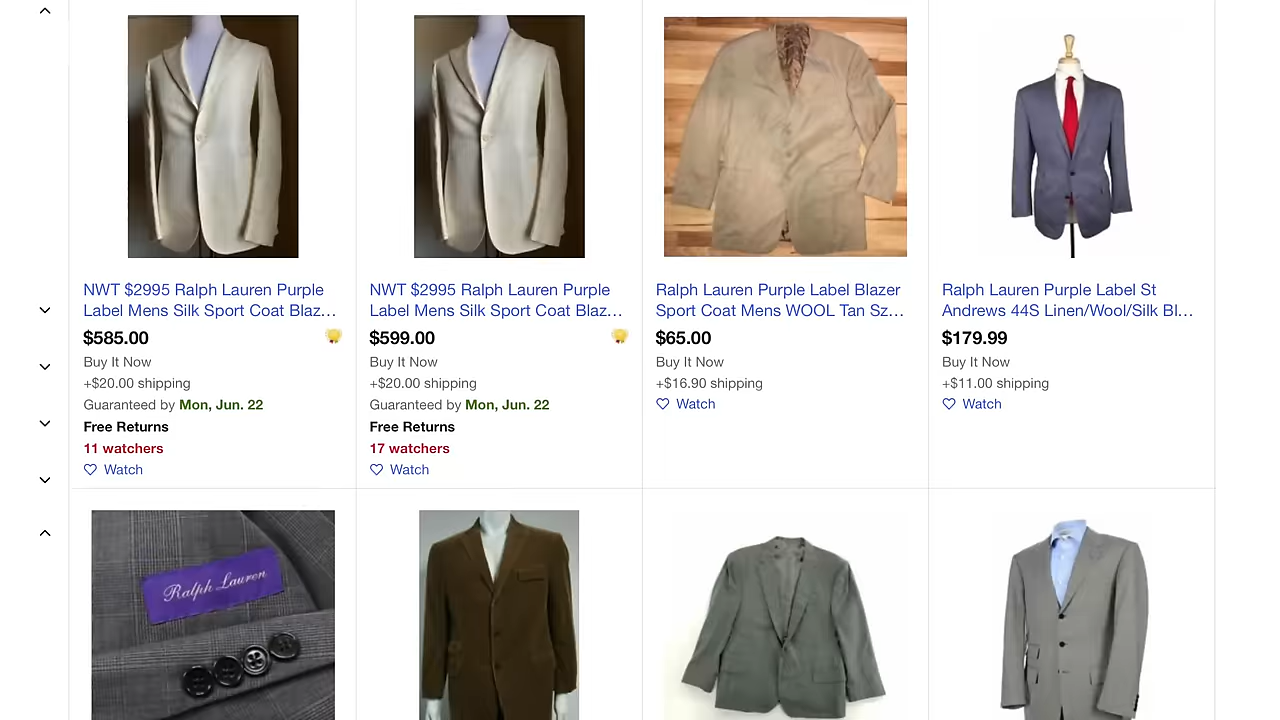 NWT $2995 Ralph Lauren Purple
Label Mens Silk Sport Coat Blaz…
$585.00
Buy It Now
+$20.00 shipping
Guaranteed by Mon, Jun. 22
Free Returns
11 watchers
Watch
NWT $2995 Ralph Lauren Purple
Label Mens Silk Sport Coat Blaz…
$599.00
Buy It Now
+$20.00 shipping
Guaranteed by Mon, Jun. 22
Free Returns
17 watchers
Watch
Ralph Lauren Purple Label Blazer
Sport Coat Mens WOOL Tan Sz…
$65.00
Buy It Now
+$16.90 shipping
Watch
Ralph Lauren Purple Label St
Andrews 44S Linen/Wool/Silk Bl…
$179.99
Buy It Now
+$11.00 shipping
Watch
Ralph Lauren